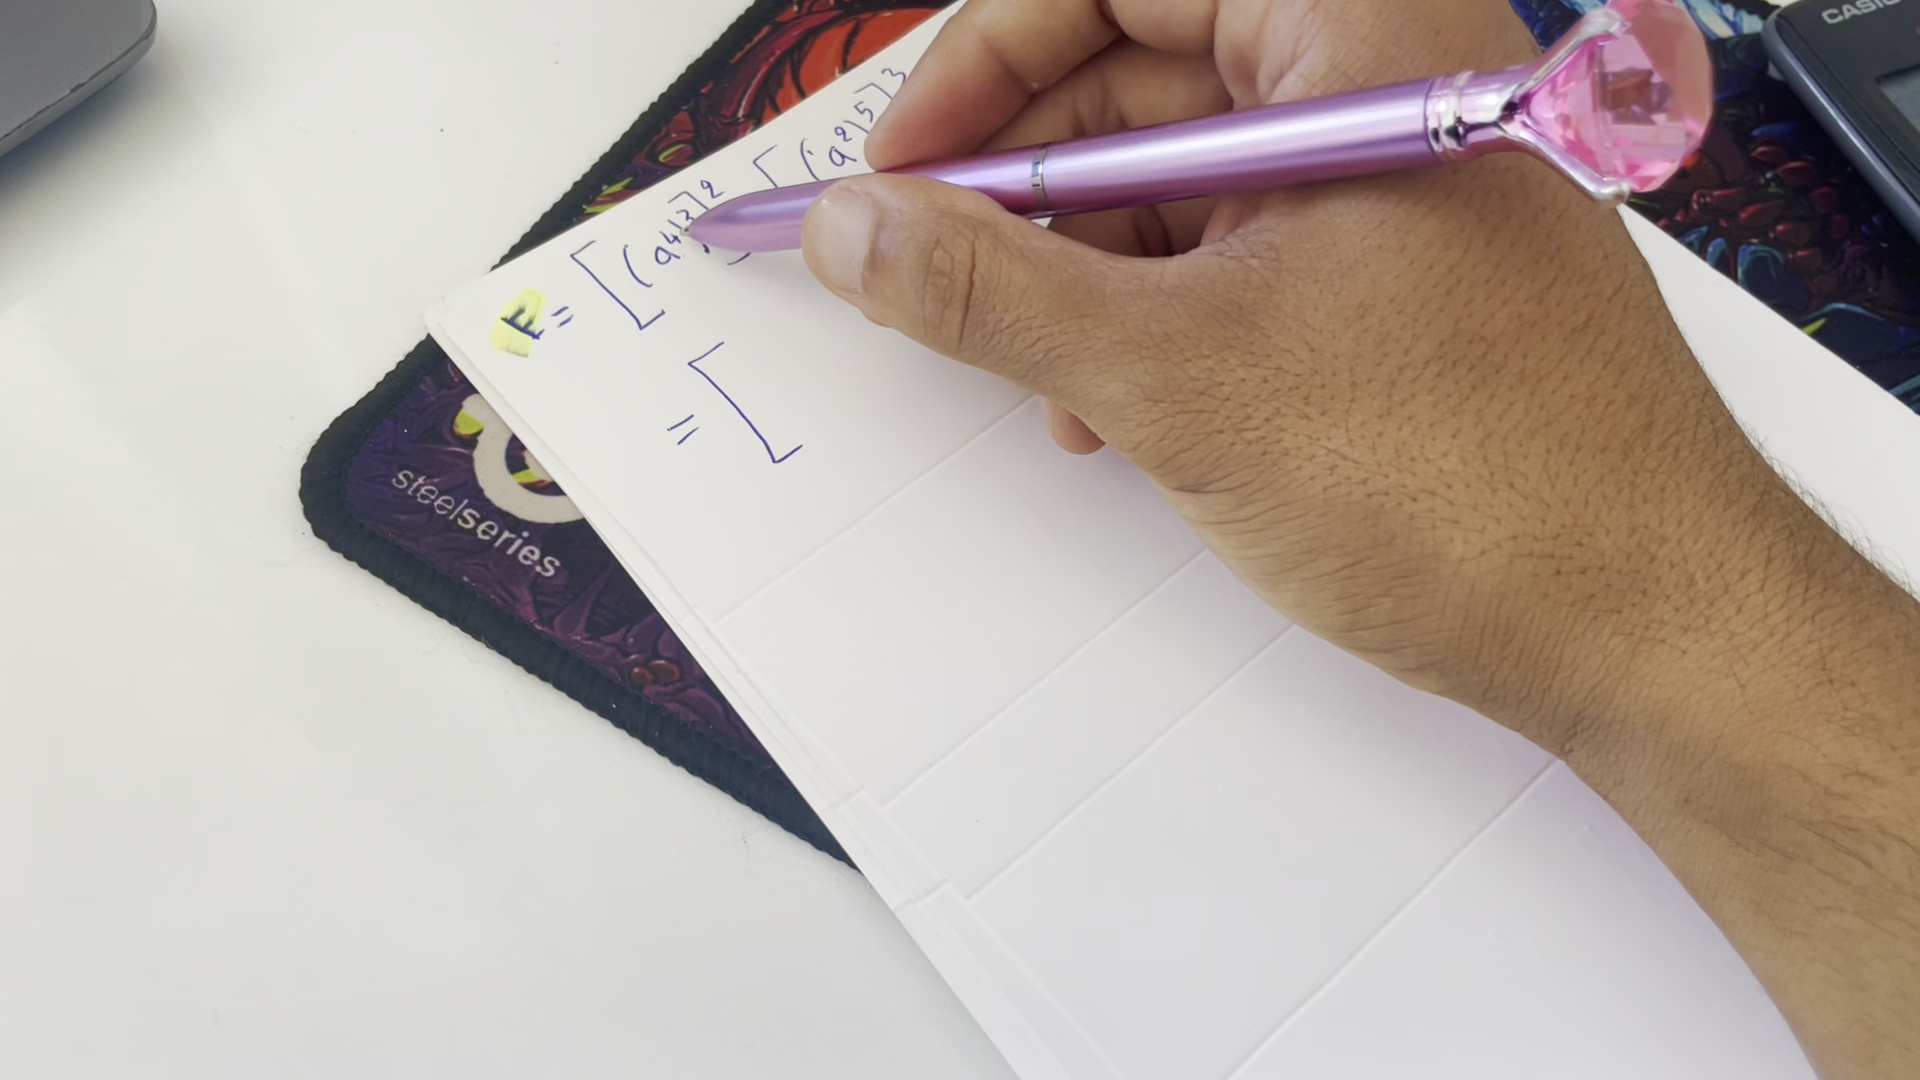 F = [(a⁴)³]² [(a²)⁵]³
= [
steelseries
CASIO